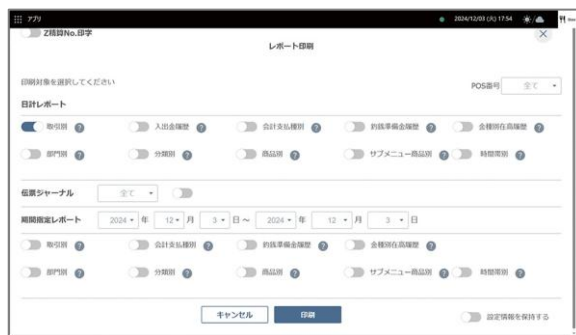 アプリ 2024/12/03 (火) 17:54
Z精算No.印字
レポート印刷
印刷対象を選択してください
POS番号 全て
日計レポート
取引別 ? 入出金履歴 ? 会計支払種別 ? 釣銭準備金履歴 ? 金種別在高履歴 ?
部門別 ? 分類別 ? 商品別 ? サブメニュー商品別 ? 時間帯別 ?
伝票ジャーナル 全て
期間指定レポート 2024 年 12 月 3 日 ～ 2024 年 12 月 3 日
取引別 ? 会計支払種別 ? 釣銭準備金履歴 ? 金種別在高履歴 ?
部門別 ? 分類別 ? 商品別 ? サブメニュー商品別 ? 時間帯別 ?
キャンセル 印刷 設定情報を保持する